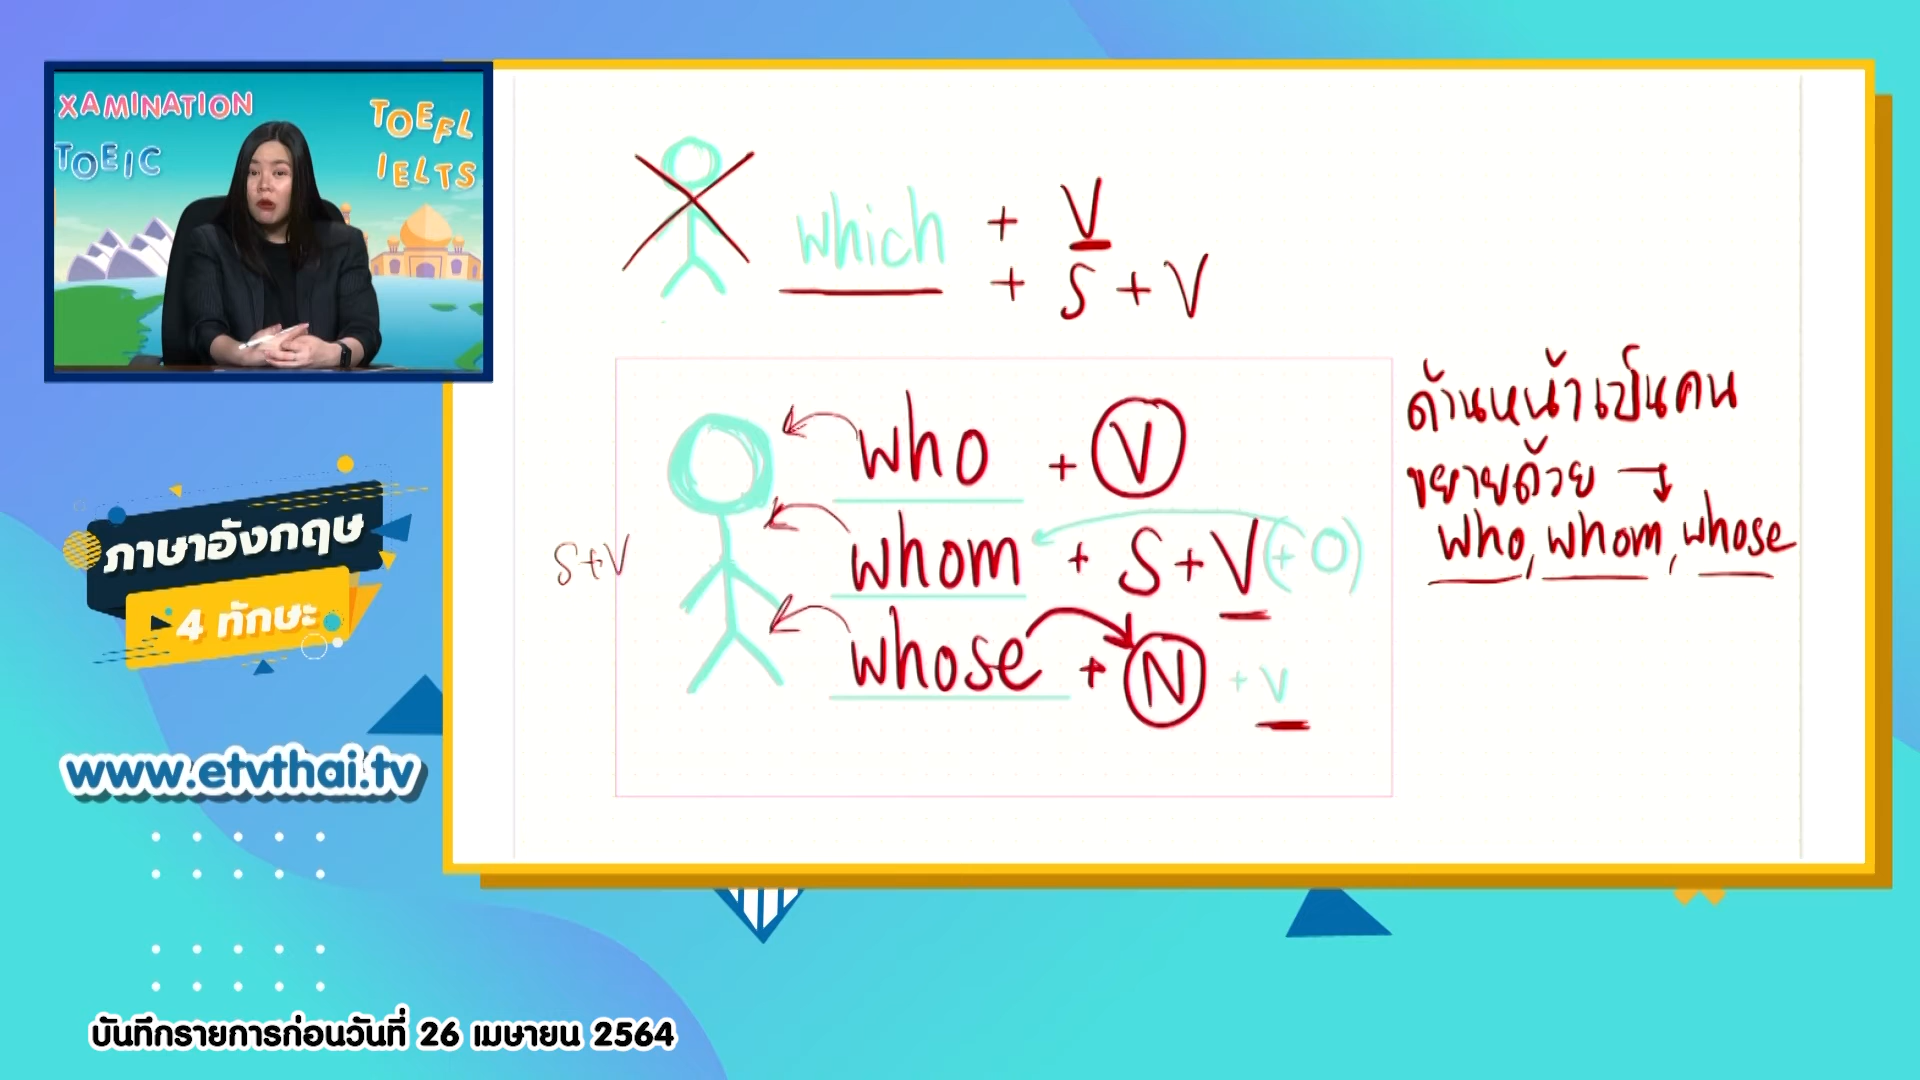 XAMINATION
TOEFL
TOEIC
IELTS
which + V
+ S + V
who + V
S+V
whom + S + V (+ O)
whose + N + V
ด้านหน้าเป็นคน
ขยายด้วย →
who, whom, whose
ภาษาอังกฤษ
4 ทักษะ
www.etvthai.tv
บันทึกรายการก่อนวันที่ 26 เมษายน 2564